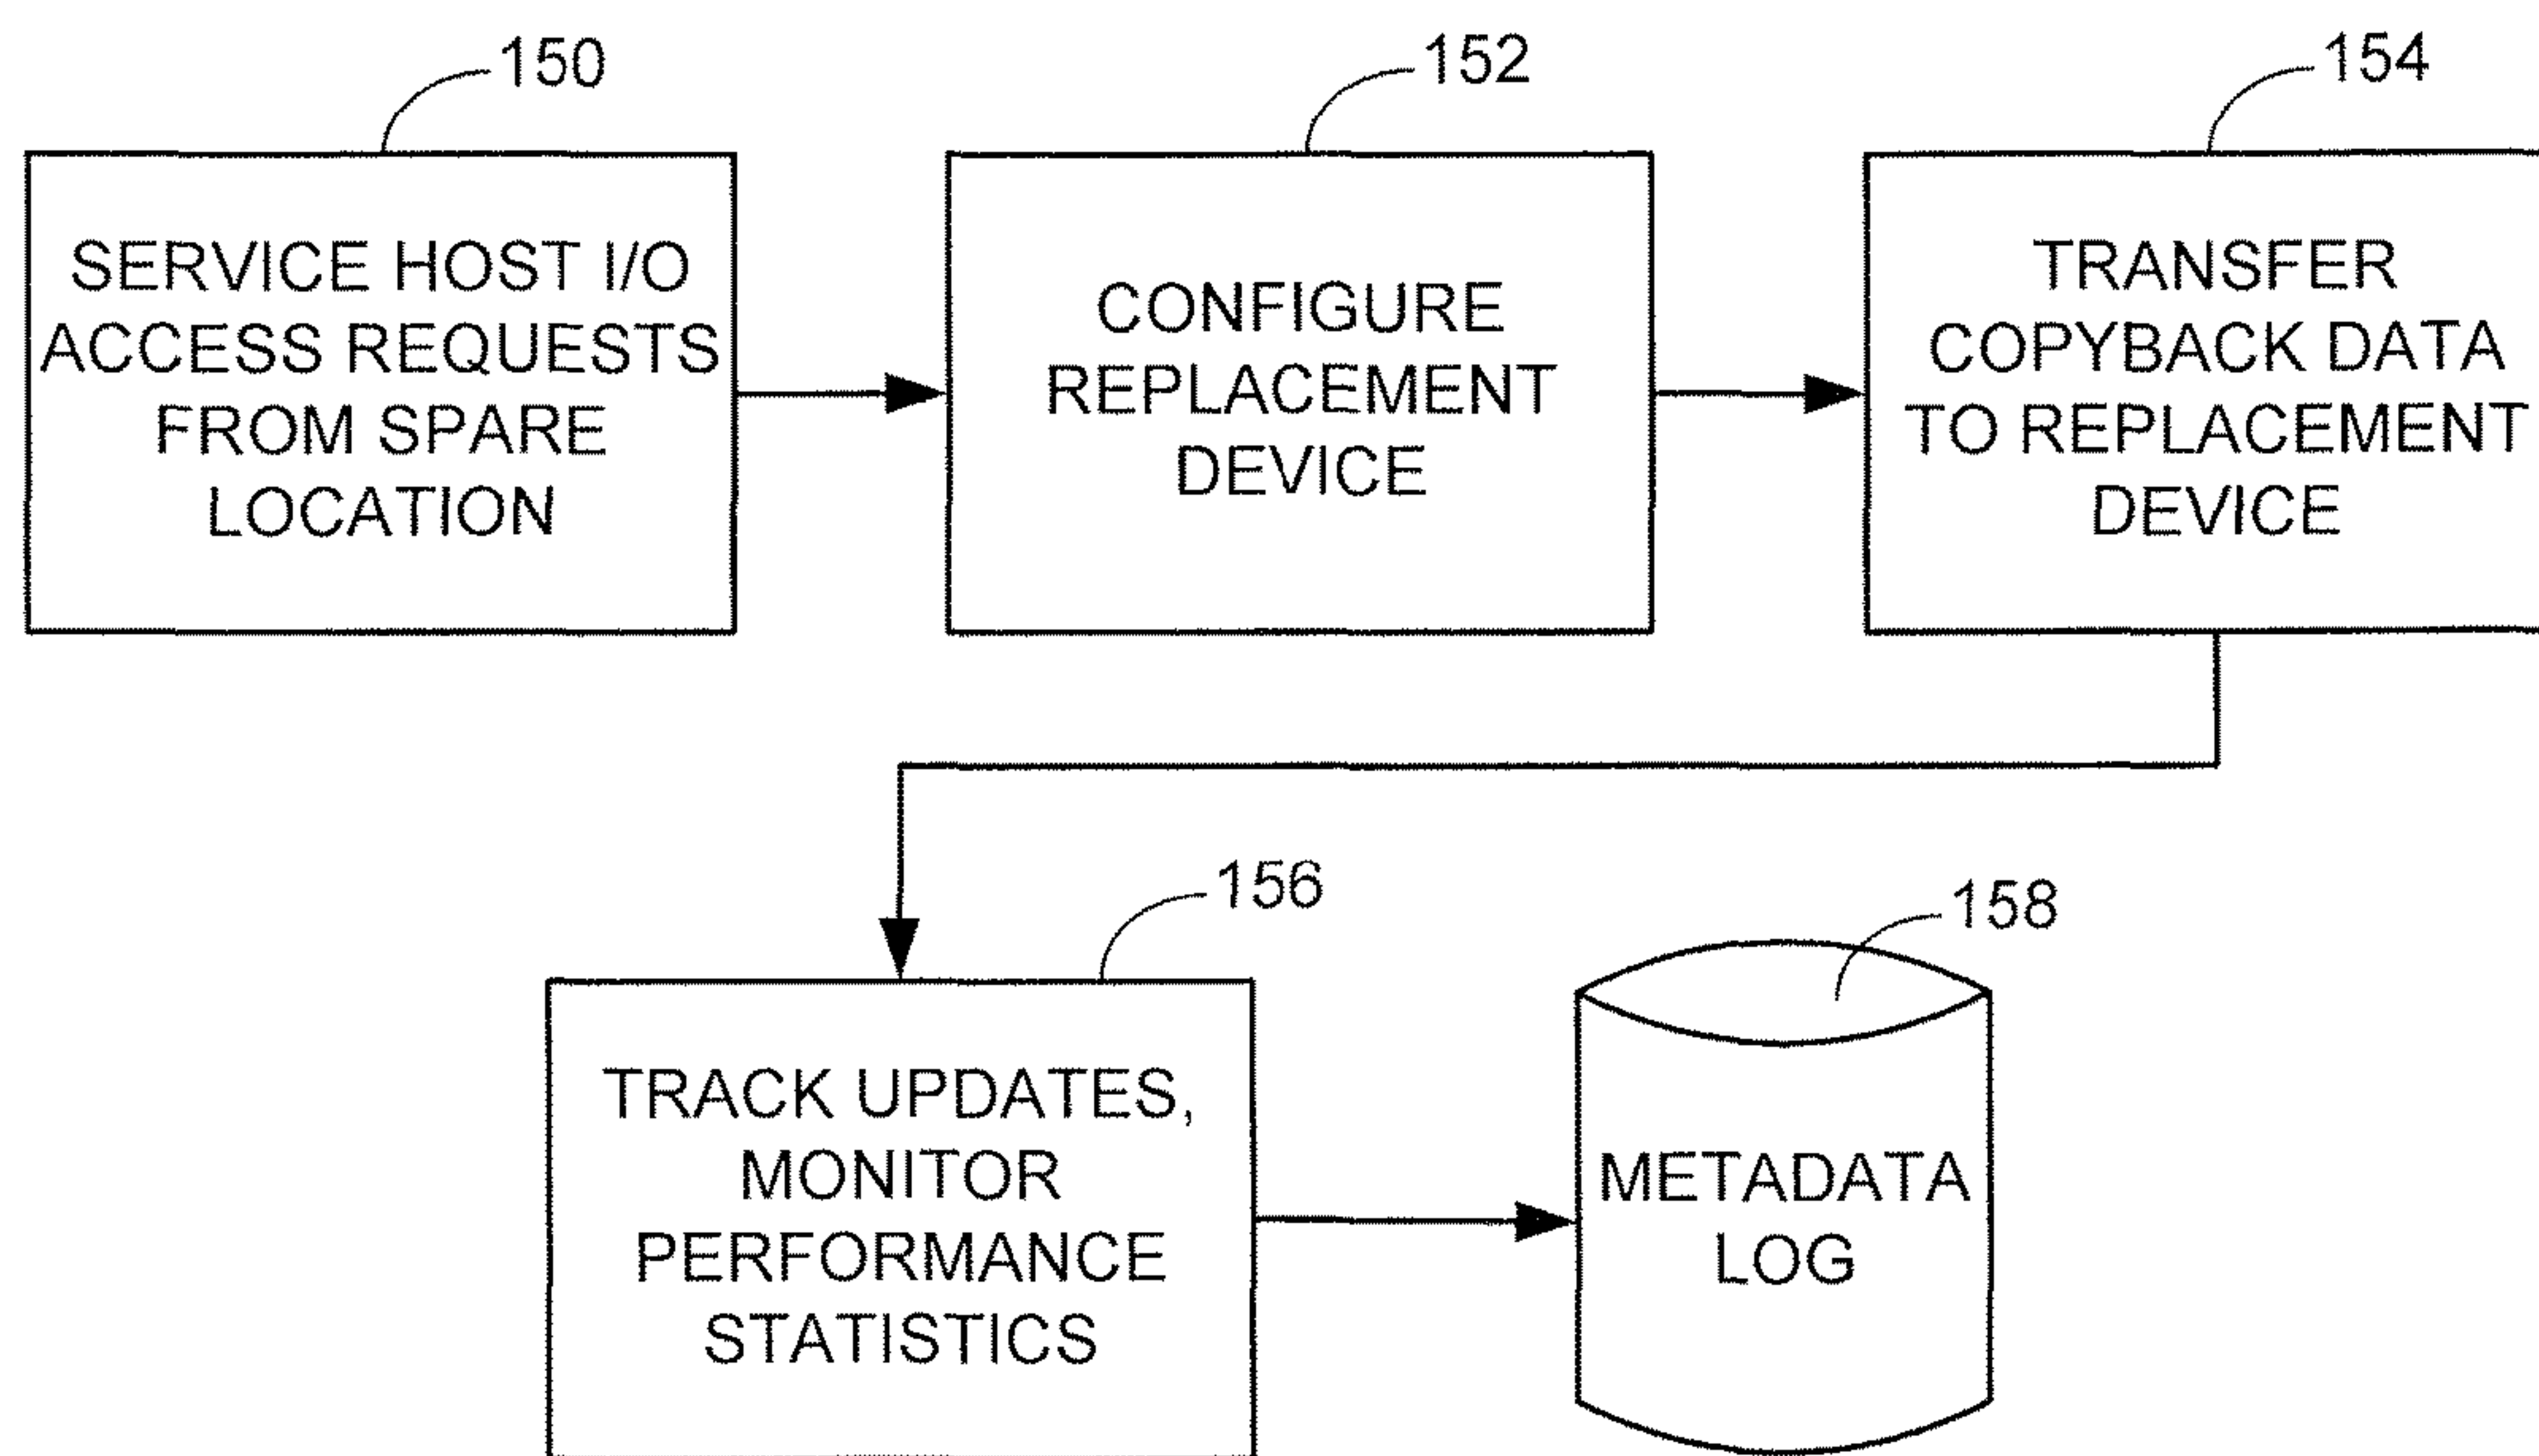 150
SERVICE HOST I/O
ACCESS REQUESTS
FROM SPARE
LOCATION
152
CONFIGURE
REPLACEMENT
DEVICE
154
TRANSFER
COPYBACK DATA
TO REPLACEMENT
DEVICE
156
TRACK UPDATES,
MONITOR
PERFORMANCE
STATISTICS
158
METADATA
LOG